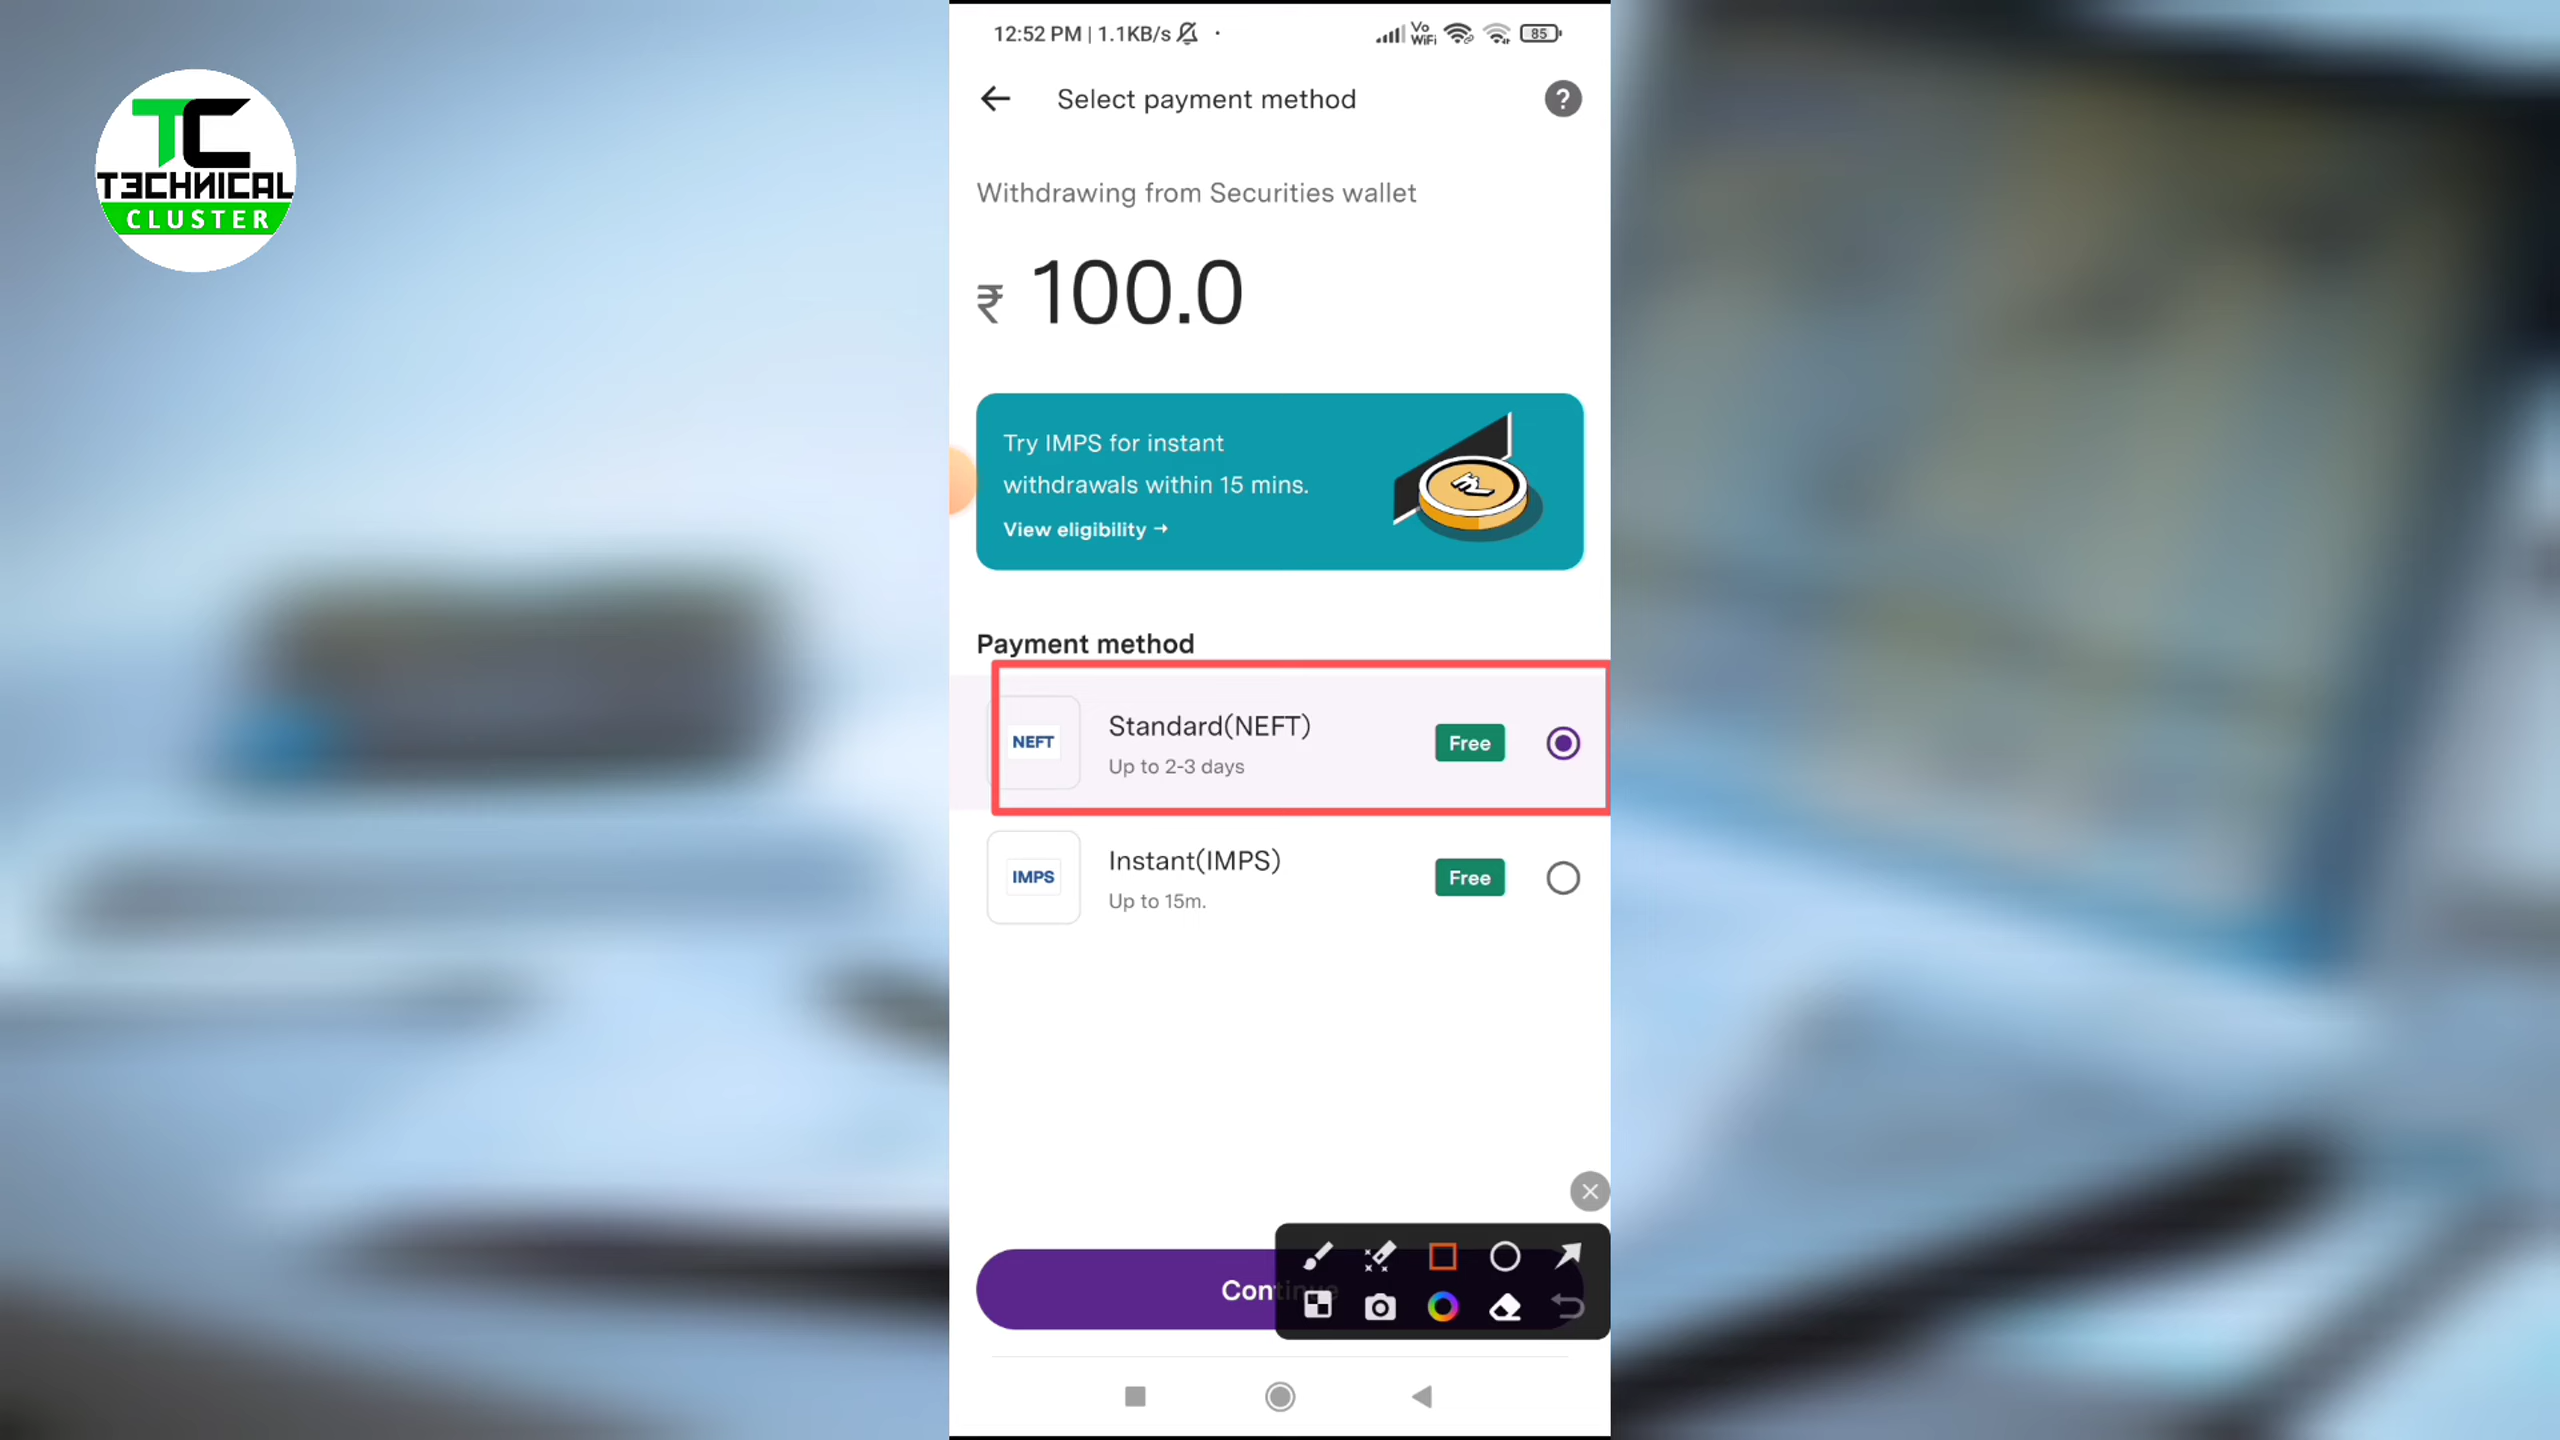 TC
TECHNICAL
CLUSTER
12:52 PM | 1.1KB/s
Vo
WiFi
85
Select payment method
?
Withdrawing from Securities wallet
₹ 100.0
Try IMPS for instant
withdrawals within 15 mins.
View eligibility →
Payment method
NEFT
Standard(NEFT)
Up to 2-3 days
Free
IMPS
Instant(IMPS)
Up to 15m.
Free
Continue